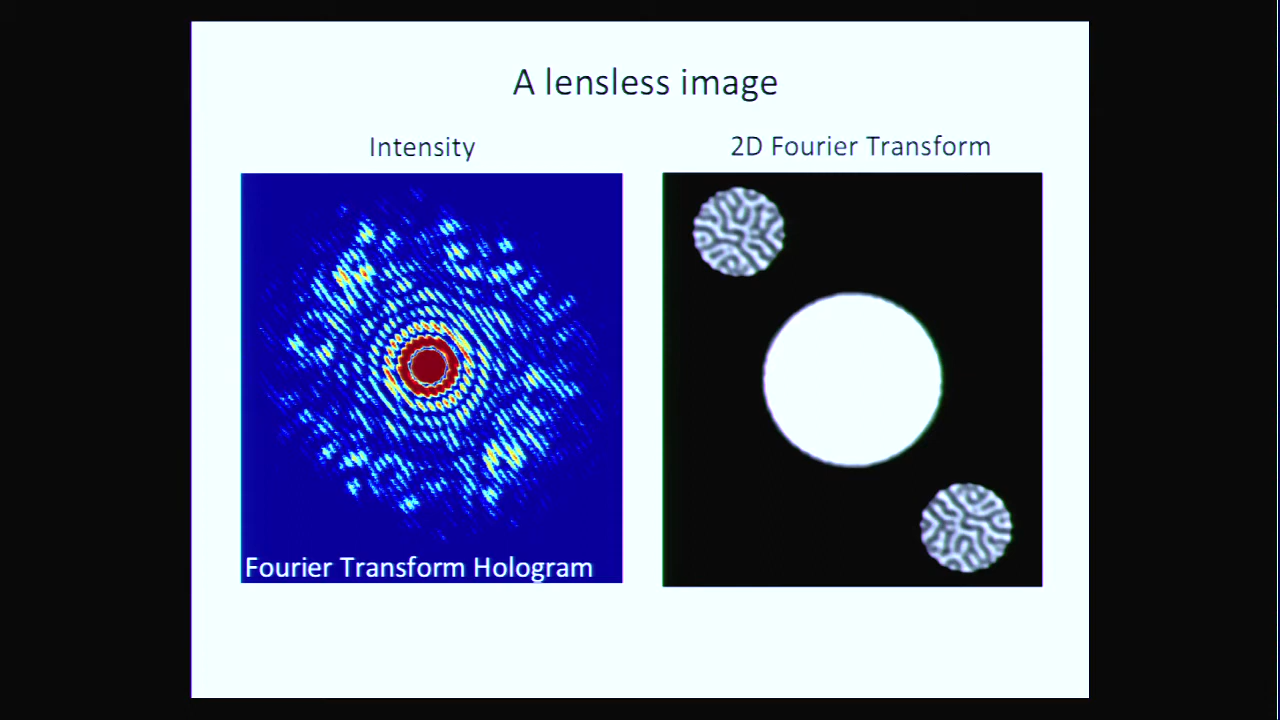 A lensless image
Intensity
2D Fourier Transform
Fourier Transform Hologram